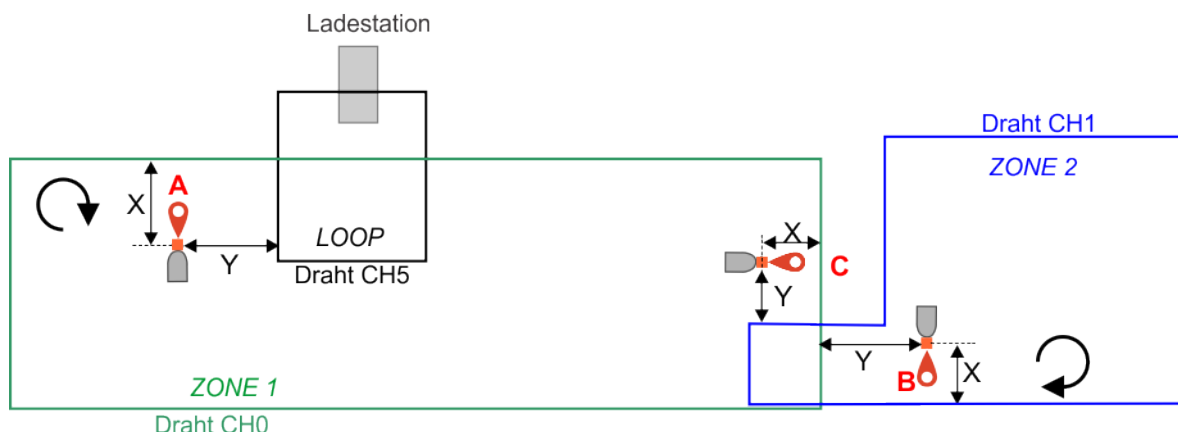 Ladestation
Draht CH1
ZONE 2
A
X
Y
LOOP
Draht CH5
X
C
Y
Y
B
X
ZONE 1
Draht CH0